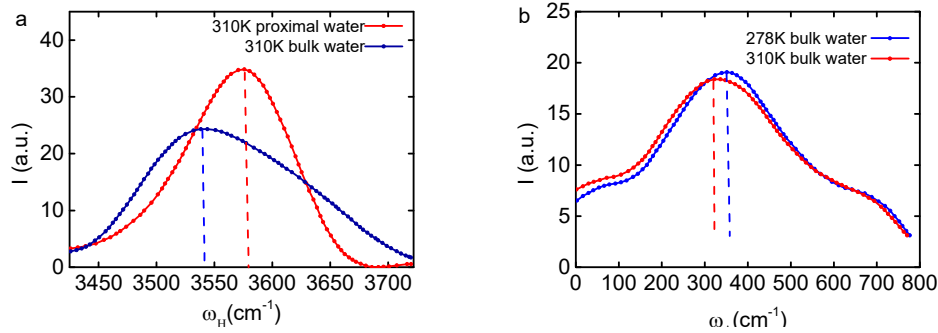 a
310K proximal water
310K bulk water
I (a.u.)
40
30
20
10
0
3450 3500 3550 3600 3650 3700
ω_H(cm⁻¹)
b
278K bulk water
310K bulk water
I (a.u.)
25
20
15
10
5
0
0 100 200 300 400 500 600 700 800
(cm⁻¹)